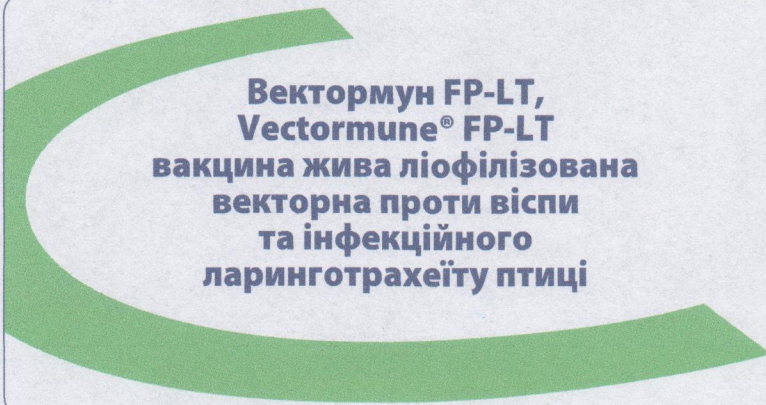 Вектормун FP-LT,
Vectormune® FP-LT
вакцина жива ліофілізована
векторна проти віспи
та інфекційного
ларинготрахеїту птиці